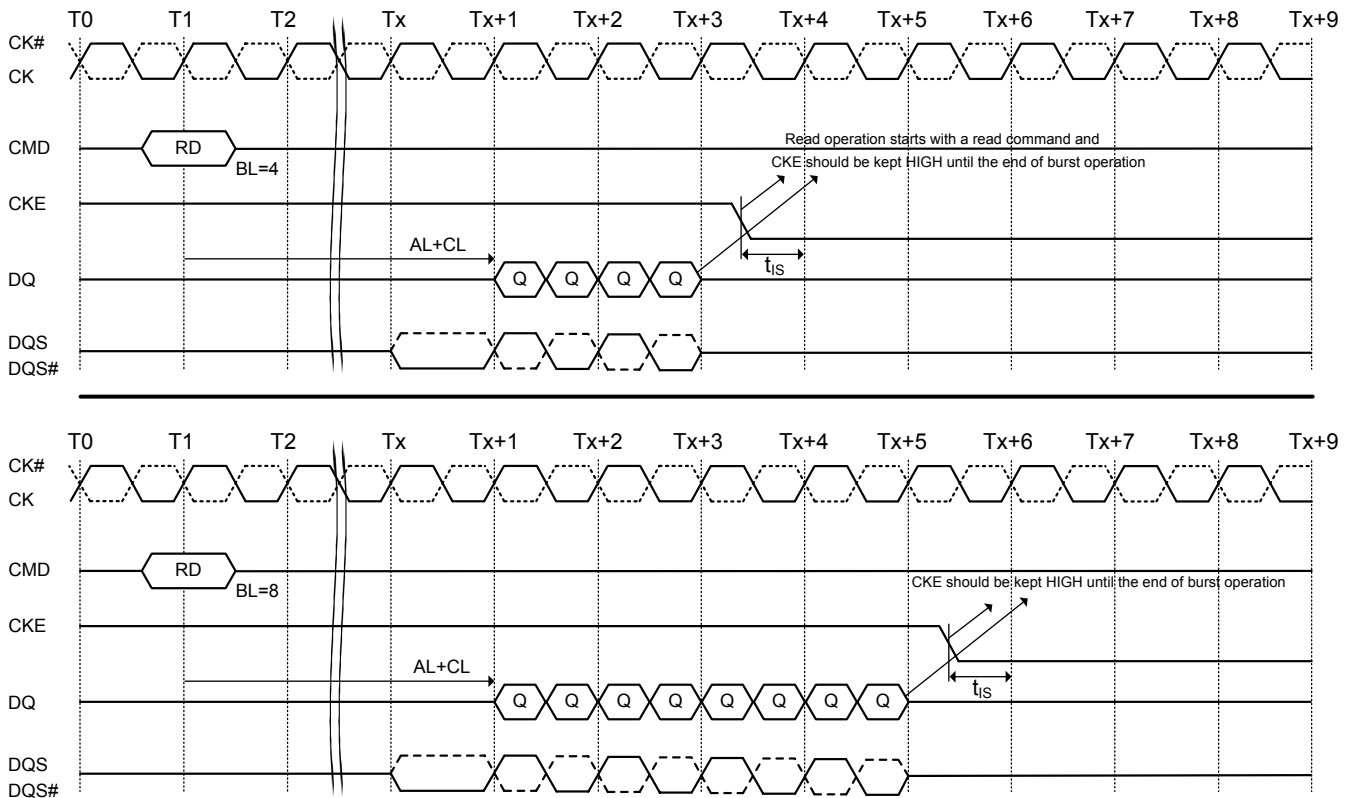 T0 T1 T2 Tx Tx+1 Tx+2 Tx+3 Tx+4 Tx+5 Tx+6 Tx+7 Tx+8 Tx+9
CK#
CK
Read operation starts with a read command and
CMD RD
BL=4
CKE should be kept HIGH until the end of burst operation
CKE
AL+CL
tIS
DQ Q Q Q Q
DQS
DQS#
T0 T1 T2 Tx Tx+1 Tx+2 Tx+3 Tx+4 Tx+5 Tx+6 Tx+7 Tx+8 Tx+9
CK#
CK
CMD RD
CKE should be kept HIGH until the end of burst operation
BL=8
CKE
AL+CL
tIS
DQ Q Q Q Q Q Q Q Q
DQS
DQS#